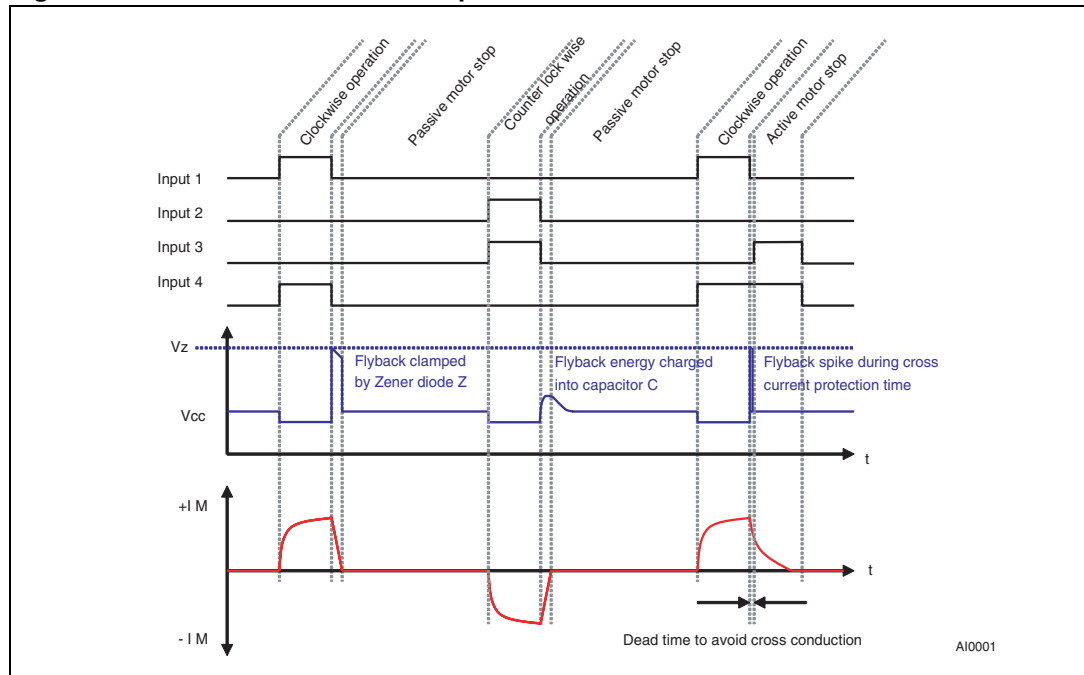 Clockwise operation
Passive motor stop
Counter lock wise
operation
Passive motor stop
Clockwise operation
Active motor stop
Input 1
Input 2
Input 3
Input 4
Vz
Flyback clamped
by Zener diode Z
Flyback energy charged
into capacitor C
Flyback spike during cross
current protection time
Vcc
t
+I M
t
- I M
Dead time to avoid cross conduction
AI0001